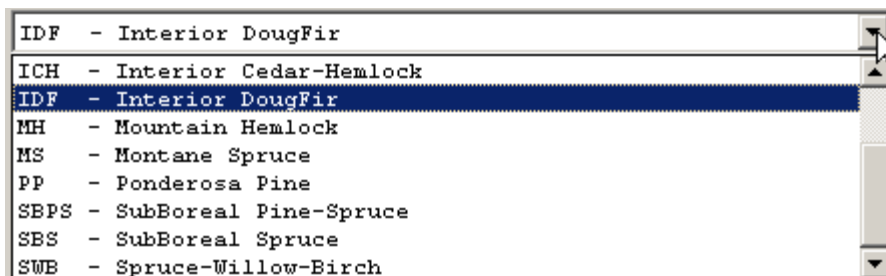 IDF  - Interior DougFir
ICH  - Interior Cedar-Hemlock
IDF  - Interior DougFir
MH   - Mountain Hemlock
MS   - Montane Spruce
PP   - Ponderosa Pine
SBPS - SubBoreal Pine-Spruce
SBS  - SubBoreal Spruce
SWB  - Spruce-Willow-Birch